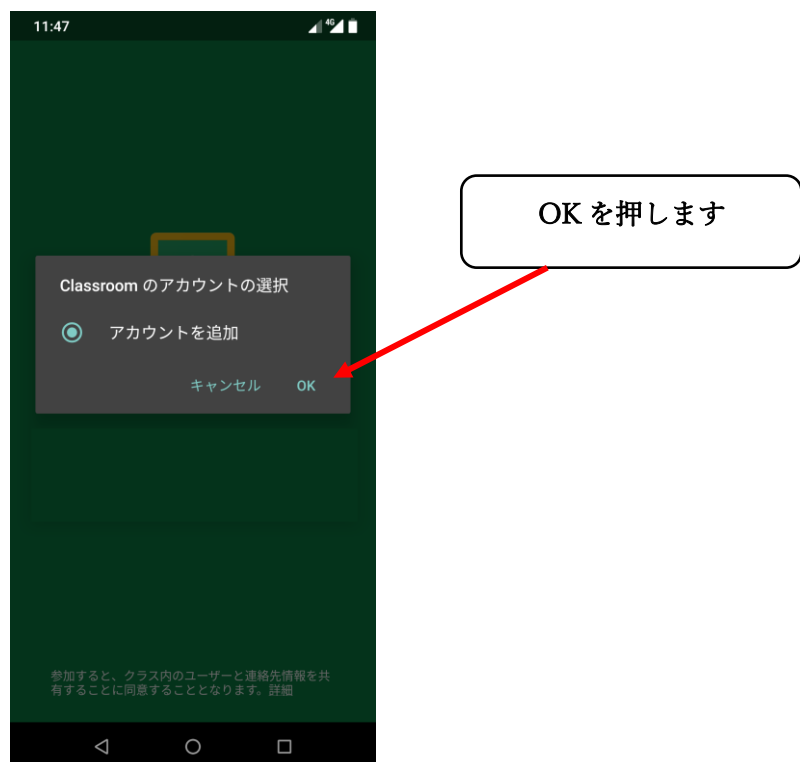 11:47
4G
Classroom のアカウントの選択
アカウントを追加
キャンセル OK
参加すると、クラス内のユーザーと連絡先情報を共
有することに同意することとなります。詳細
OK を押します